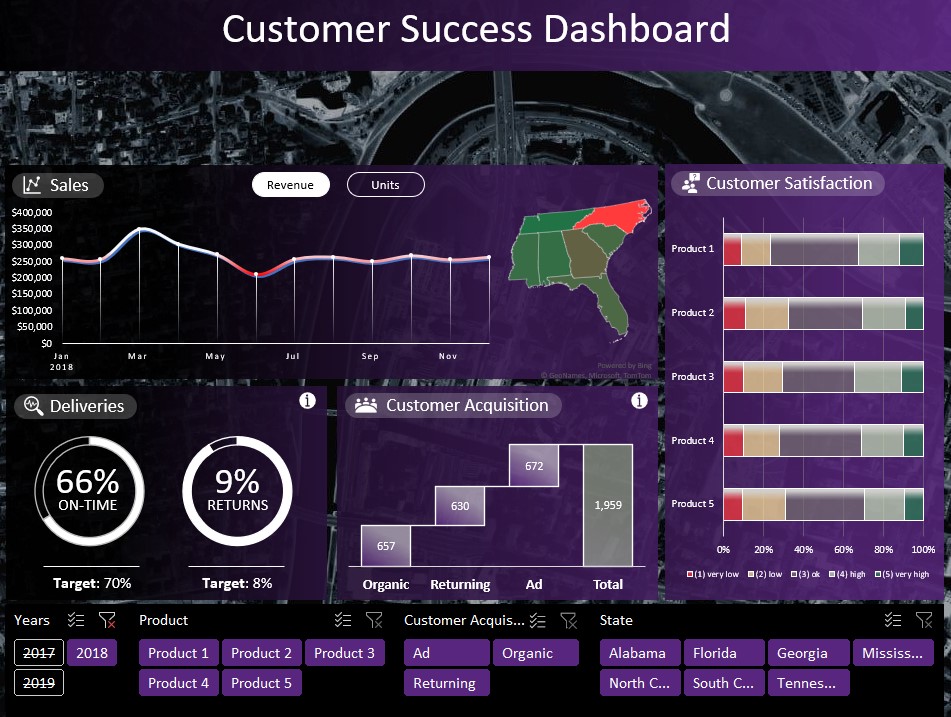 Customer Success Dashboard
Sales
Revenue
Units
$400,000
$350,000
$300,000
$250,000
$200,000
$150,000
$100,000
$50,000
$0
Jan Mar May Jul Sep Nov
2018
Powered by Bing
© GeoNames, Microsoft, TomTom
Customer Satisfaction
Product 1
Product 2
Product 3
Product 4
Product 5
0% 20% 40% 60% 80% 100%
(1) very low (2) low (3) ok (4) high (5) very high
Deliveries
66%
ON-TIME
Target: 70%
9%
RETURNS
Target: 8%
Customer Acquisition
672
630
1,959
657
Organic Returning Ad Total
Years
2017 2018
2019
Product
Product 1 Product 2 Product 3
Product 4 Product 5
Customer Acquis...
Ad Organic
Returning
State
Alabama Florida Georgia Mississ...
North C... South C... Tennes...